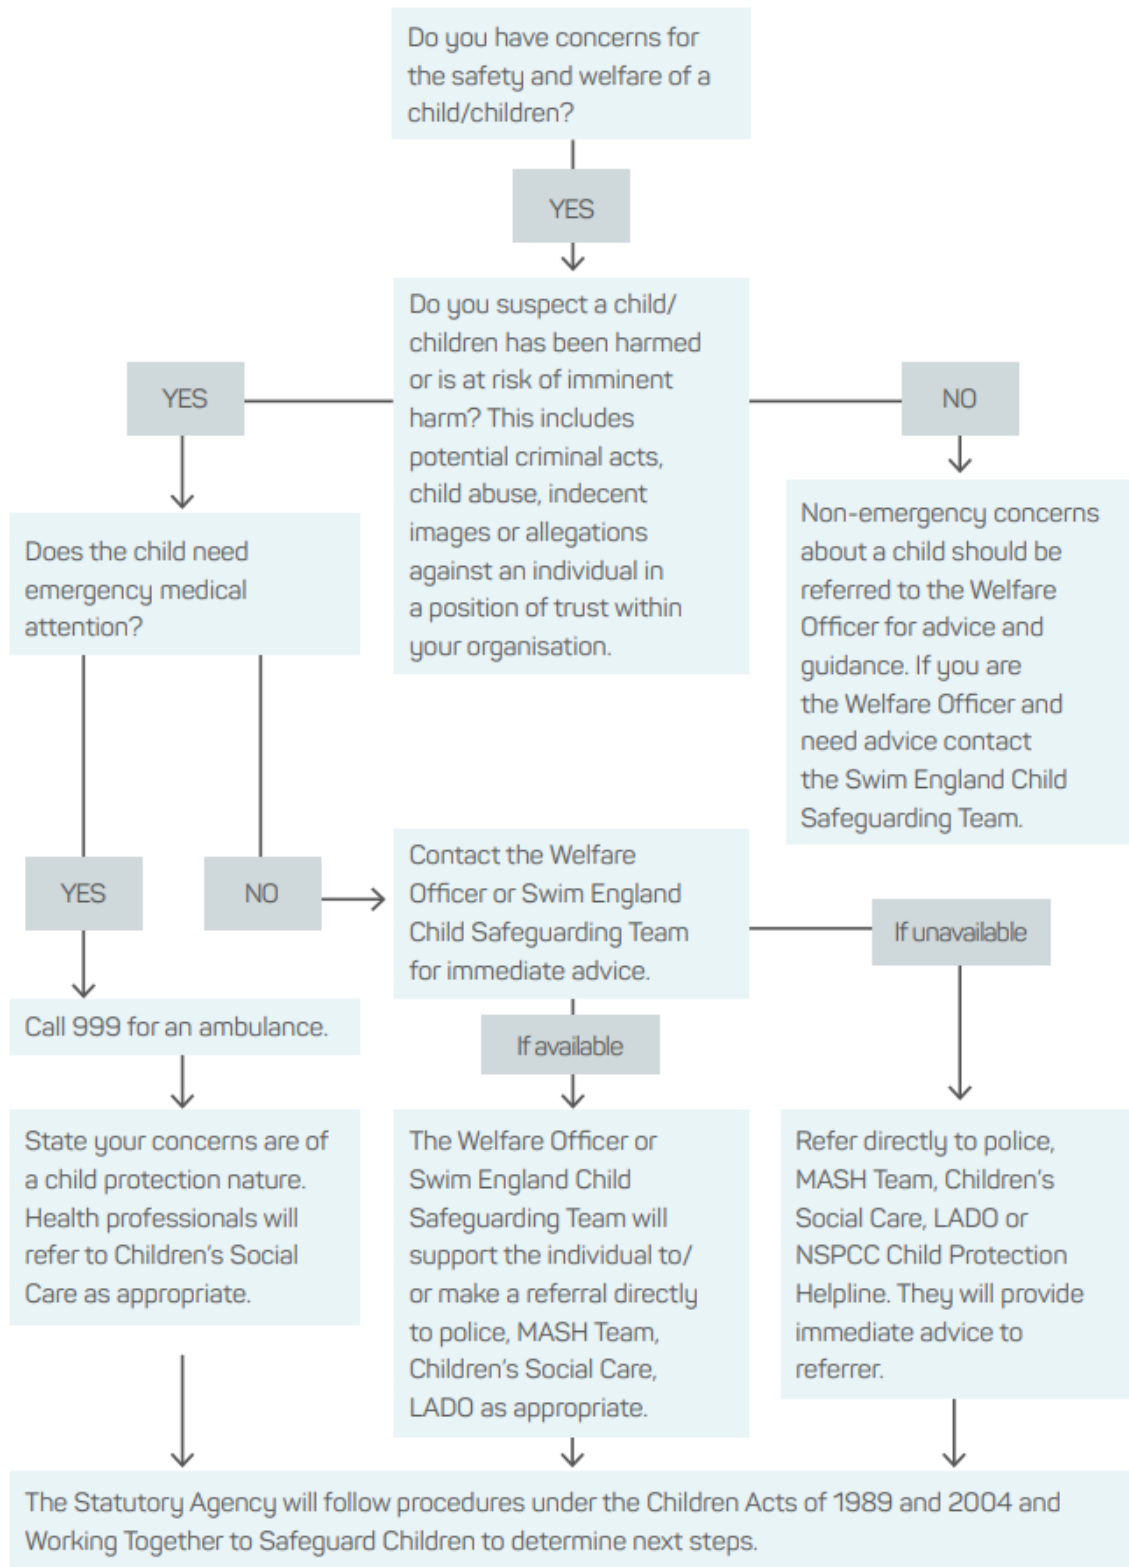 Do you have concerns for
the safety and welfare of a
child/children?
YES
Do you suspect a child/
children has been harmed
or is at risk of imminent
harm? This includes
potential criminal acts,
child abuse, indecent
images or allegations
against an individual in
a position of trust within
your organisation.
YES
NO
Does the child need
emergency medical
attention?
Non-emergency concerns
about a child should be
referred to the Welfare
Officer for advice and
guidance. If you are
the Welfare Officer and
need advice contact
the Swim England Child
Safeguarding Team.
YES
NO
Contact the Welfare
Officer or Swim England
Child Safeguarding Team
for immediate advice.
If unavailable
Call 999 for an ambulance.
If available
State your concerns are of
a child protection nature.
Health professionals will
refer to Children's Social
Care as appropriate.
The Welfare Officer or
Swim England Child
Safeguarding Team will
support the individual to/
or make a referral directly
to police, MASH Team,
Children's Social Care,
LADO as appropriate.
Refer directly to police,
MASH Team, Children's
Social Care, LADO or
NSPCC Child Protection
Helpline. They will provide
immediate advice to
referrer.
The Statutory Agency will follow procedures under the Children Acts of 1989 and 2004 and
Working Together to Safeguard Children to determine next steps.